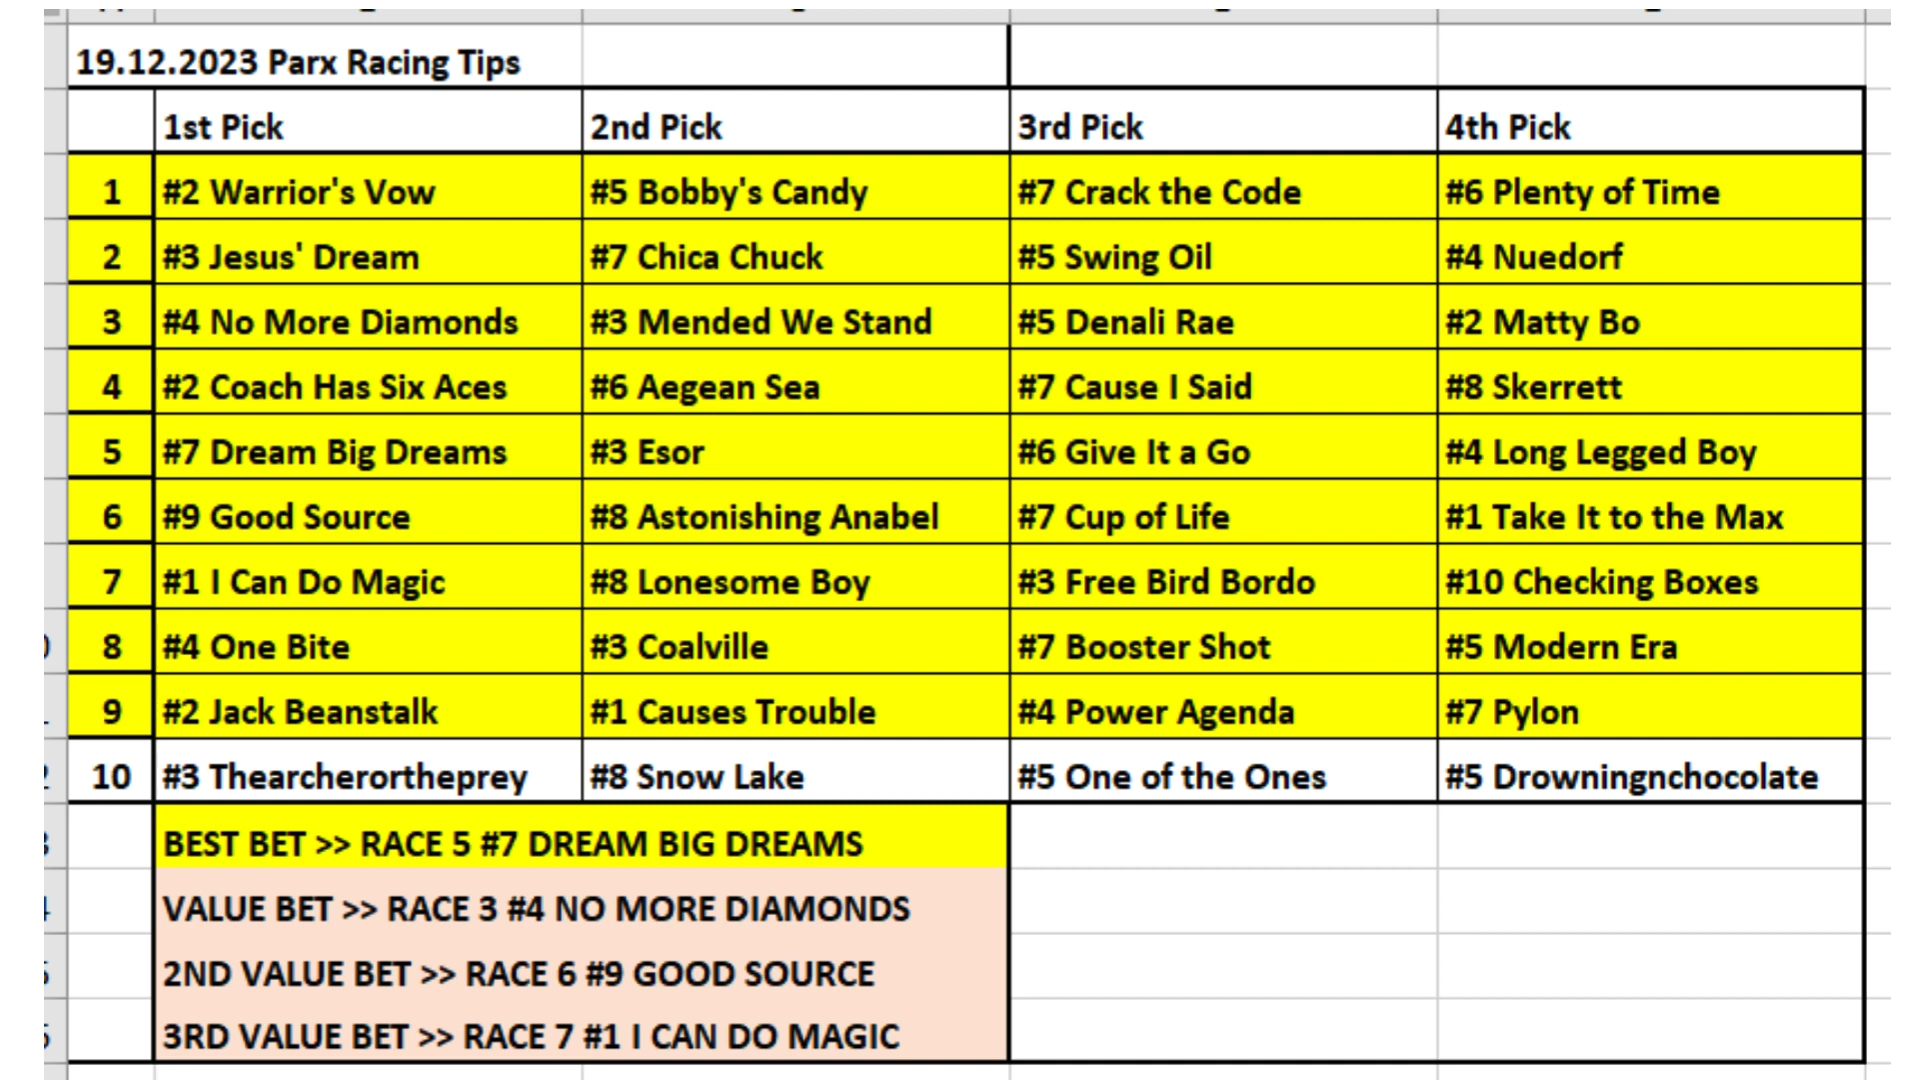 19.12.2023 Parx Racing Tips
1st Pick 2nd Pick 3rd Pick 4th Pick
1 #2 Warrior's Vow #5 Bobby's Candy #7 Crack the Code #6 Plenty of Time
2 #3 Jesus' Dream #7 Chica Chuck #5 Swing Oil #4 Nuedorf
3 #4 No More Diamonds #3 Mended We Stand #5 Denali Rae #2 Matty Bo
4 #2 Coach Has Six Aces #6 Aegean Sea #7 Cause I Said #8 Skerrett
5 #7 Dream Big Dreams #3 Esor #6 Give It a Go #4 Long Legged Boy
6 #9 Good Source #8 Astonishing Anabel #7 Cup of Life #1 Take It to the Max
7 #1 I Can Do Magic #8 Lonesome Boy #3 Free Bird Bordo #10 Checking Boxes
8 #4 One Bite #3 Coalville #7 Booster Shot #5 Modern Era
9 #2 Jack Beanstalk #1 Causes Trouble #4 Power Agenda #7 Pylon
10 #3 Thearcherortheprey #8 Snow Lake #5 One of the Ones #5 Drowningnchocolate
BEST BET >> RACE 5 #7 DREAM BIG DREAMS
VALUE BET >> RACE 3 #4 NO MORE DIAMONDS
2ND VALUE BET >> RACE 6 #9 GOOD SOURCE
3RD VALUE BET >> RACE 7 #1 I CAN DO MAGIC